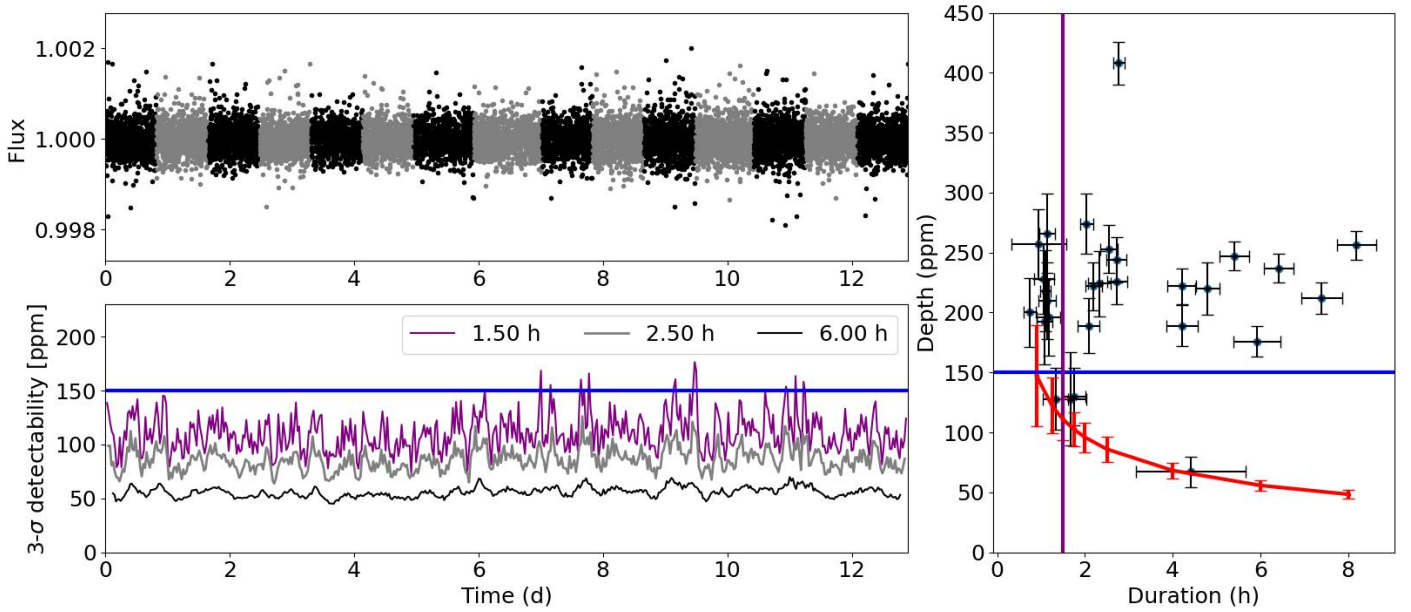 1.002
1.000
0.998
Flux
0 2 4 6 8 10 12
200
150
100
50
0
3-σ detectability [ppm]
1.50 h 2.50 h 6.00 h
0 2 4 6 8 10 12
Time (d)
450
400
350
300
250
200
150
100
50
0
Depth (ppm)
0 2 4 6 8
Duration (h)